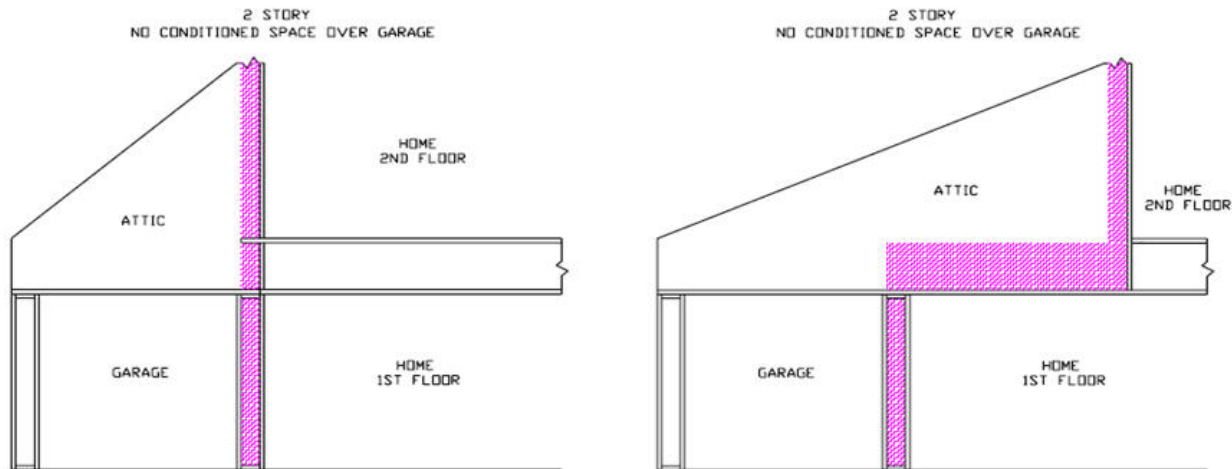 2 STORY
NO CONDITIONED SPACE OVER GARAGE
HOME
2ND FLOOR
ATTIC
GARAGE
HOME
1ST FLOOR
2 STORY
NO CONDITIONED SPACE OVER GARAGE
ATTIC
HOME
2ND FLOOR
GARAGE
HOME
1ST FLOOR